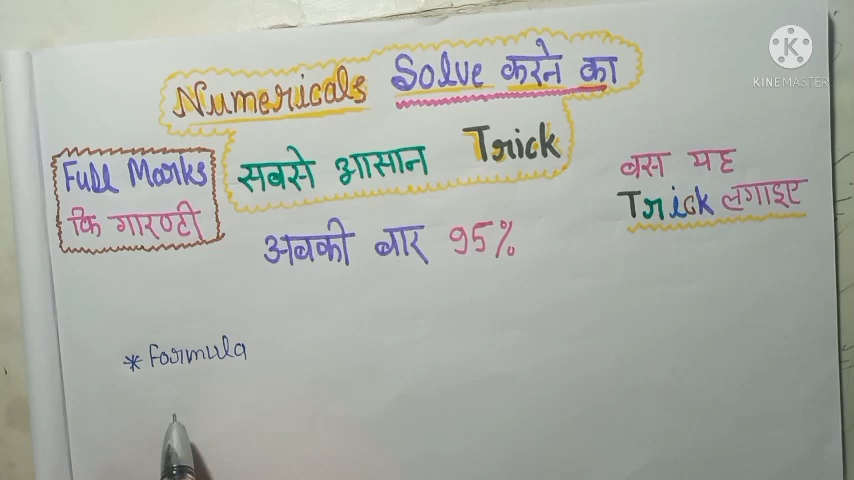 Numericals Solve करने का
सबसे आसान Trick
Full Marks
कि गारण्टी
बस यह
Trick लगाइए
अबकी बार 95%
* Formula
KINEMASTER